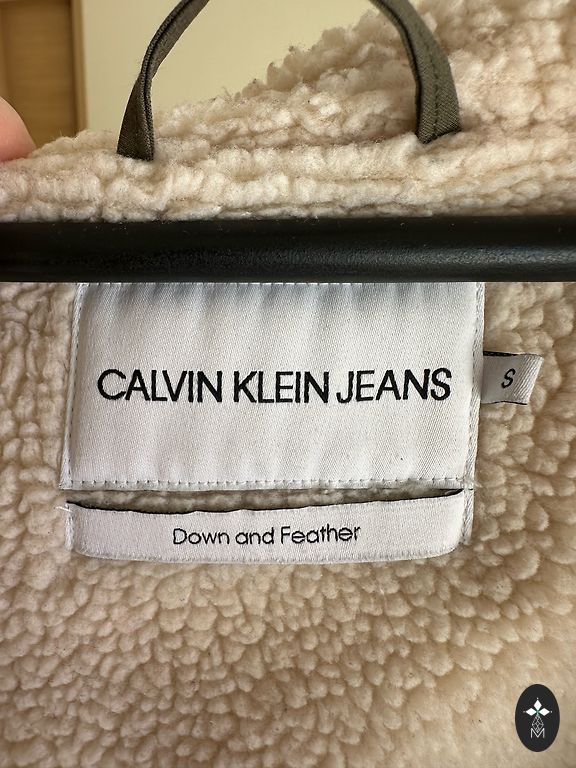 CALVIN KLEIN JEANS
S
Down and Feather